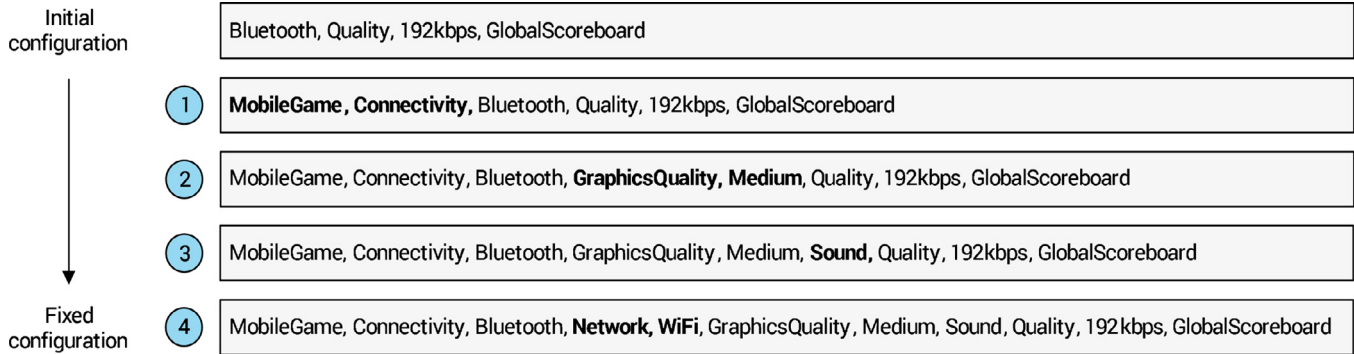 Initial
configuration
Bluetooth, Quality, 192kbps, GlobalScoreboard
1
MobileGame, Connectivity, Bluetooth, Quality, 192kbps, GlobalScoreboard
2
MobileGame, Connectivity, Bluetooth, GraphicsQuality, Medium, Quality, 192kbps, GlobalScoreboard
3
MobileGame, Connectivity, Bluetooth, GraphicsQuality, Medium, Sound, Quality, 192kbps, GlobalScoreboard
Fixed
configuration
4
MobileGame, Connectivity, Bluetooth, Network, WiFi, GraphicsQuality, Medium, Sound, Quality, 192kbps, GlobalScoreboard